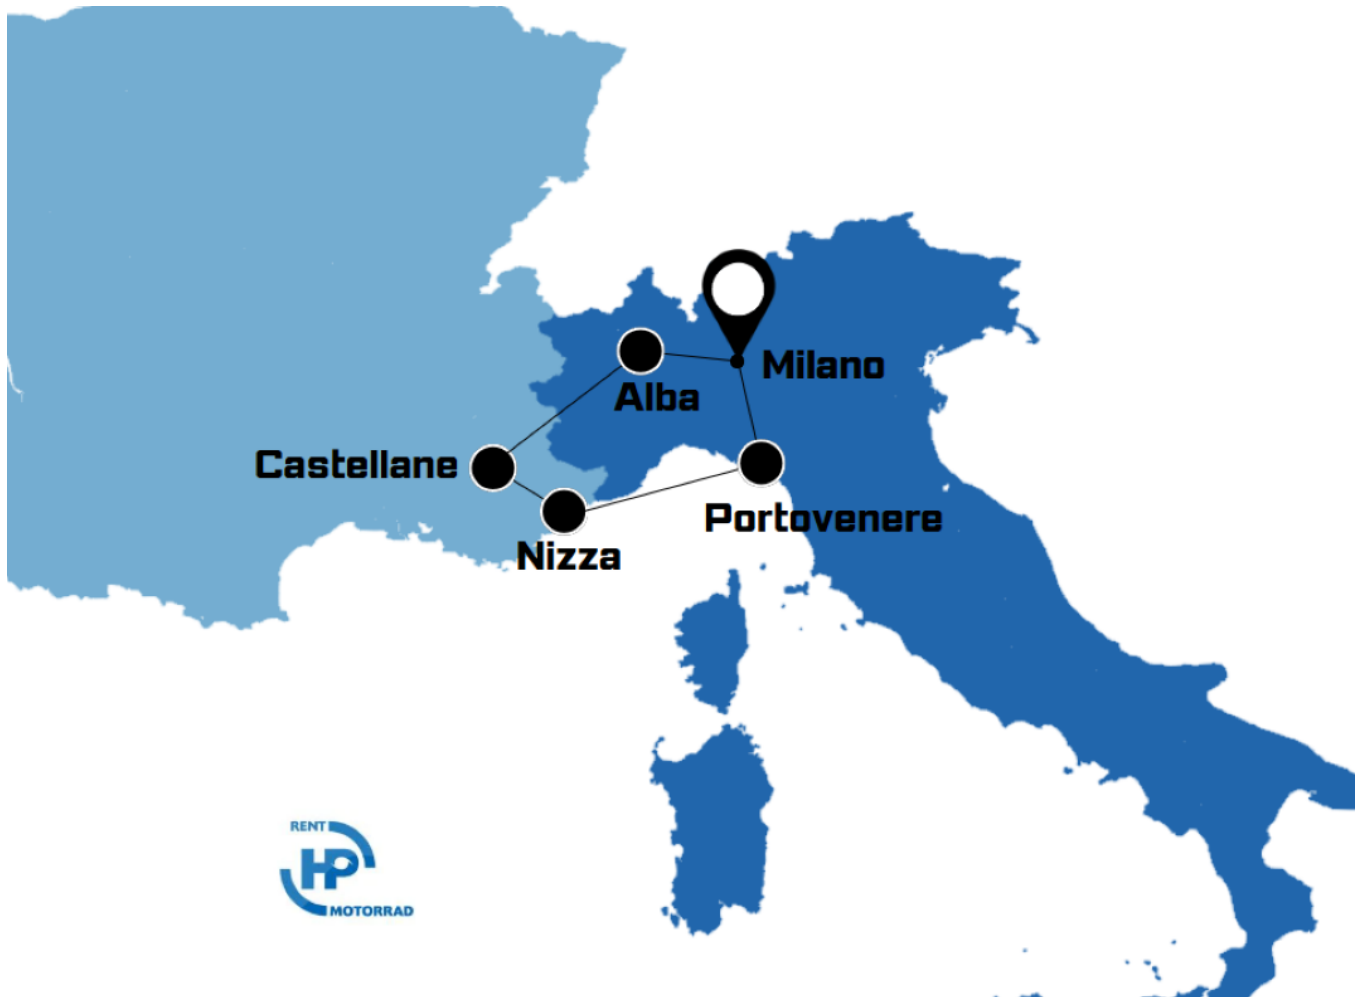 Milano
Alba
Castellane
Portovenere
Nizza
RENT
HP
MOTORRAD